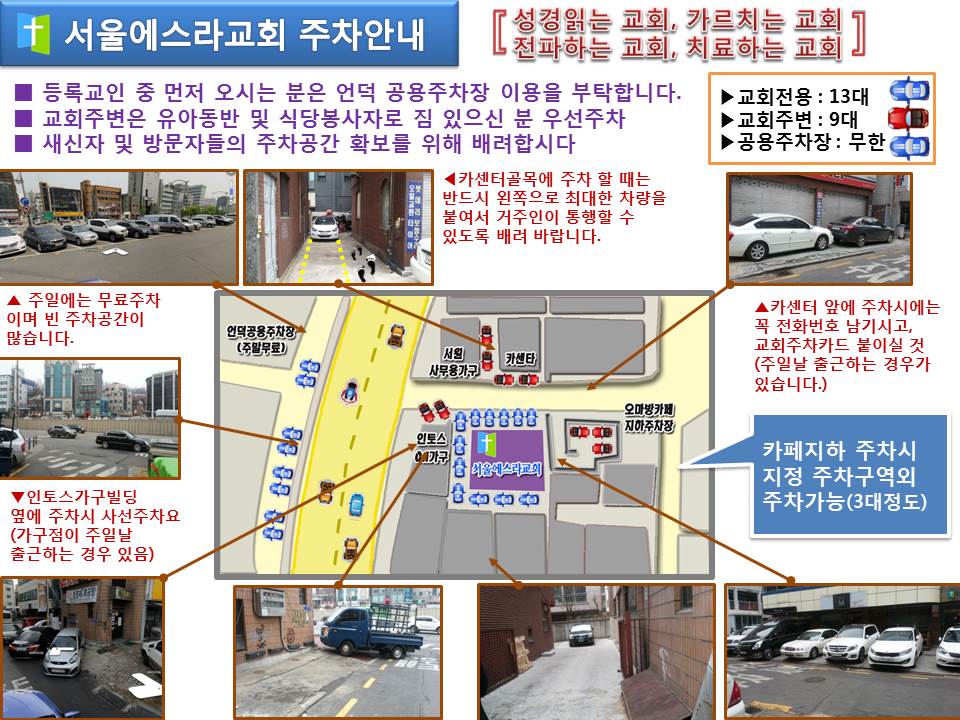 서울에스라교회 주차안내
[ 성경읽는 교회, 가르치는 교회
전파하는 교회, 치료하는 교회 ]
■ 등록교인 중 먼저 오시는 분은 언덕 공용주차장 이용을 부탁합니다.
■ 교회주변은 유아동반 및 식당봉사자로 짐 있으신 분 우선주차
■ 새신자 및 방문자들의 주차공간 확보를 위해 배려합시다
▶교회전용 : 13대
▶교회주변 : 9대
▶공용주차장 : 무한
◀카센터골목에 주차 할 때는
반드시 왼쪽으로 최대한 차량을
붙여서 거주인이 통행할 수
있도록 배려 바랍니다.
▲ 주일에는 무료주차
이며 빈 주차공간이
많습니다.
▲카센터 앞에 주차시에는
꼭 전화번호 남기시고,
교회주차카드 붙이실 것
(주일날 출근하는 경우가
있습니다.)
언덕공용주차장
(주말무료)
서원
사무용가구
카센타
오마방카페
지하주차장
인토스
서울에스라교회
카페지하 주차시
지정 주차구역외
주차가능(3대정도)
▼인토스가구빌딩
옆에 주차시 사선주차요
(가구점이 주일날
출근하는 경우 있음)